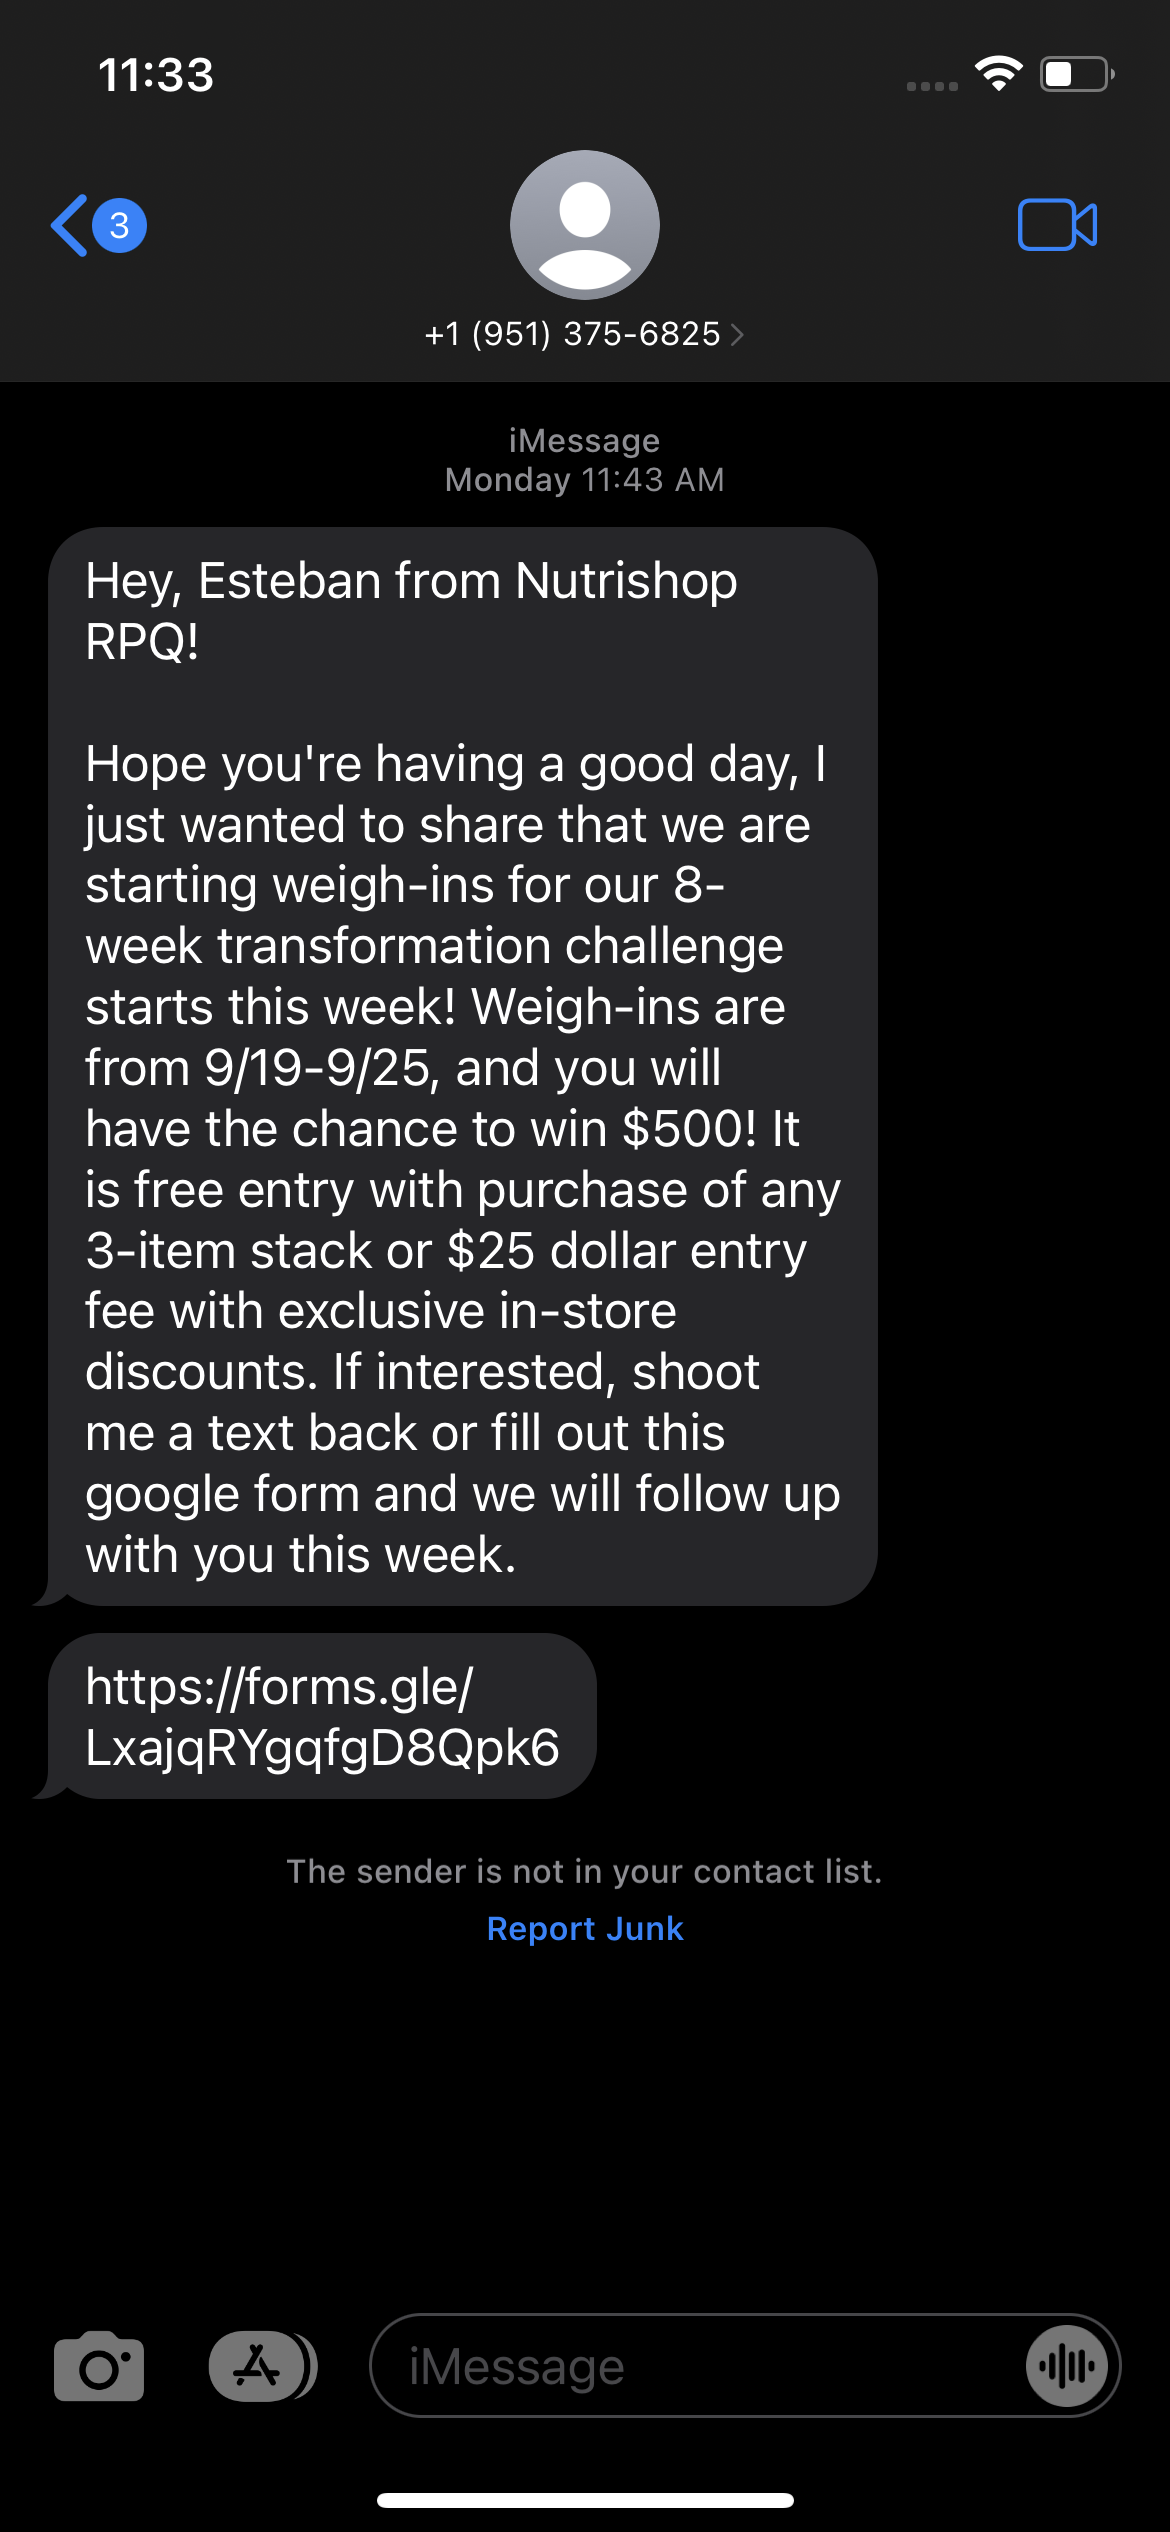 11:33
3
+1 (951) 375-6825
iMessage
Monday 11:43 AM
Hey, Esteban from Nutrishop
RPQ!
Hope you're having a good day, I
just wanted to share that we are
starting weigh-ins for our 8-
week transformation challenge
starts this week! Weigh-ins are
from 9/19-9/25, and you will
have the chance to win $500! It
is free entry with purchase of any
3-item stack or $25 dollar entry
fee with exclusive in-store
discounts. If interested, shoot
me a text back or fill out this
google form and we will follow up
with you this week.
https://forms.gle/
LxajqRYgqfgD8Qpk6
The sender is not in your contact list.
Report Junk
iMessage